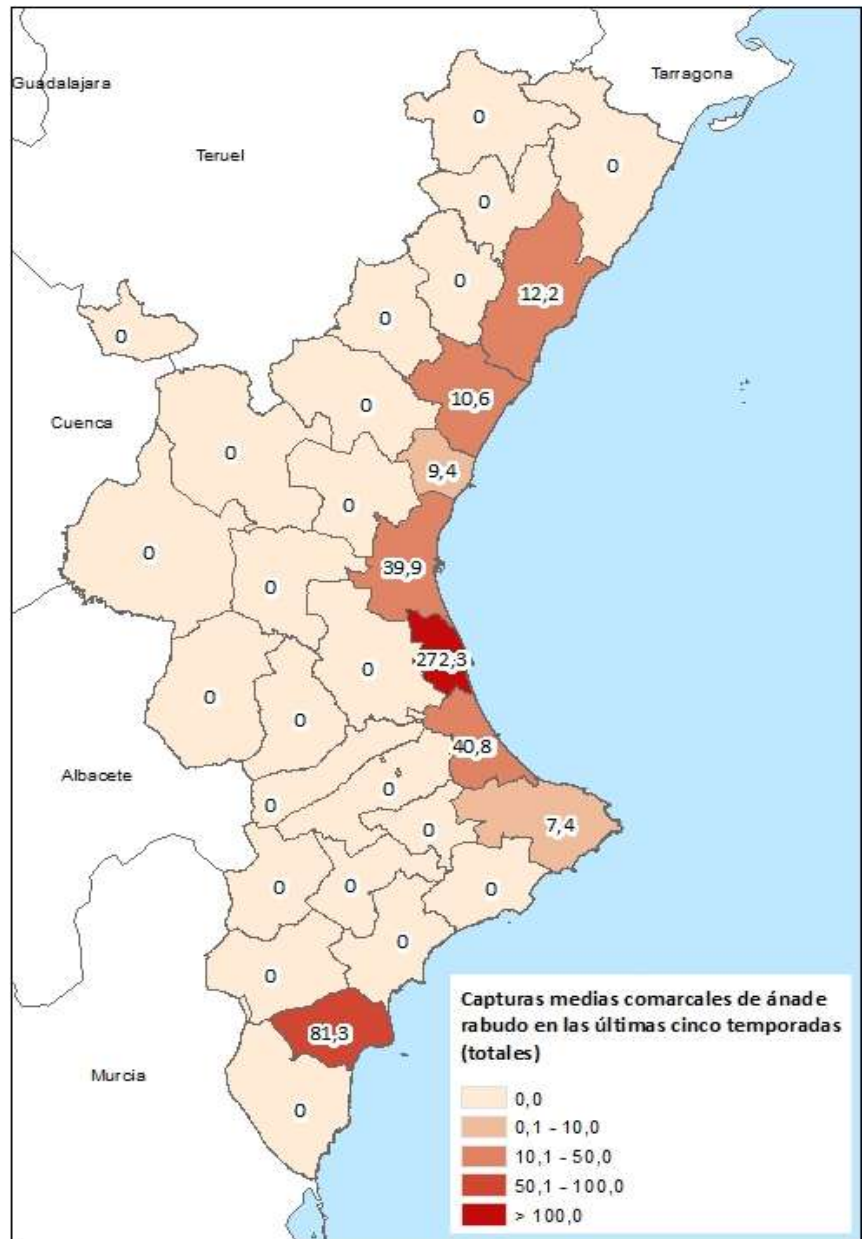 Tarragona
Guadalajara
0
Teruel
0
0
0
12,2
0
0
10,6
0
Cuenca
0
9,4
0
0
39,9
0
272,3
0
0
0
40,8
Albacete
0
0
7,4
0
0
0
0
0
0
81,3
Murcia
0
Capturas medias comarcales de ánade
rabudo en las últimas cinco temporadas
(totales)
0,0
0,1 - 10,0
10,1 - 50,0
50,1 - 100,0
> 100,0